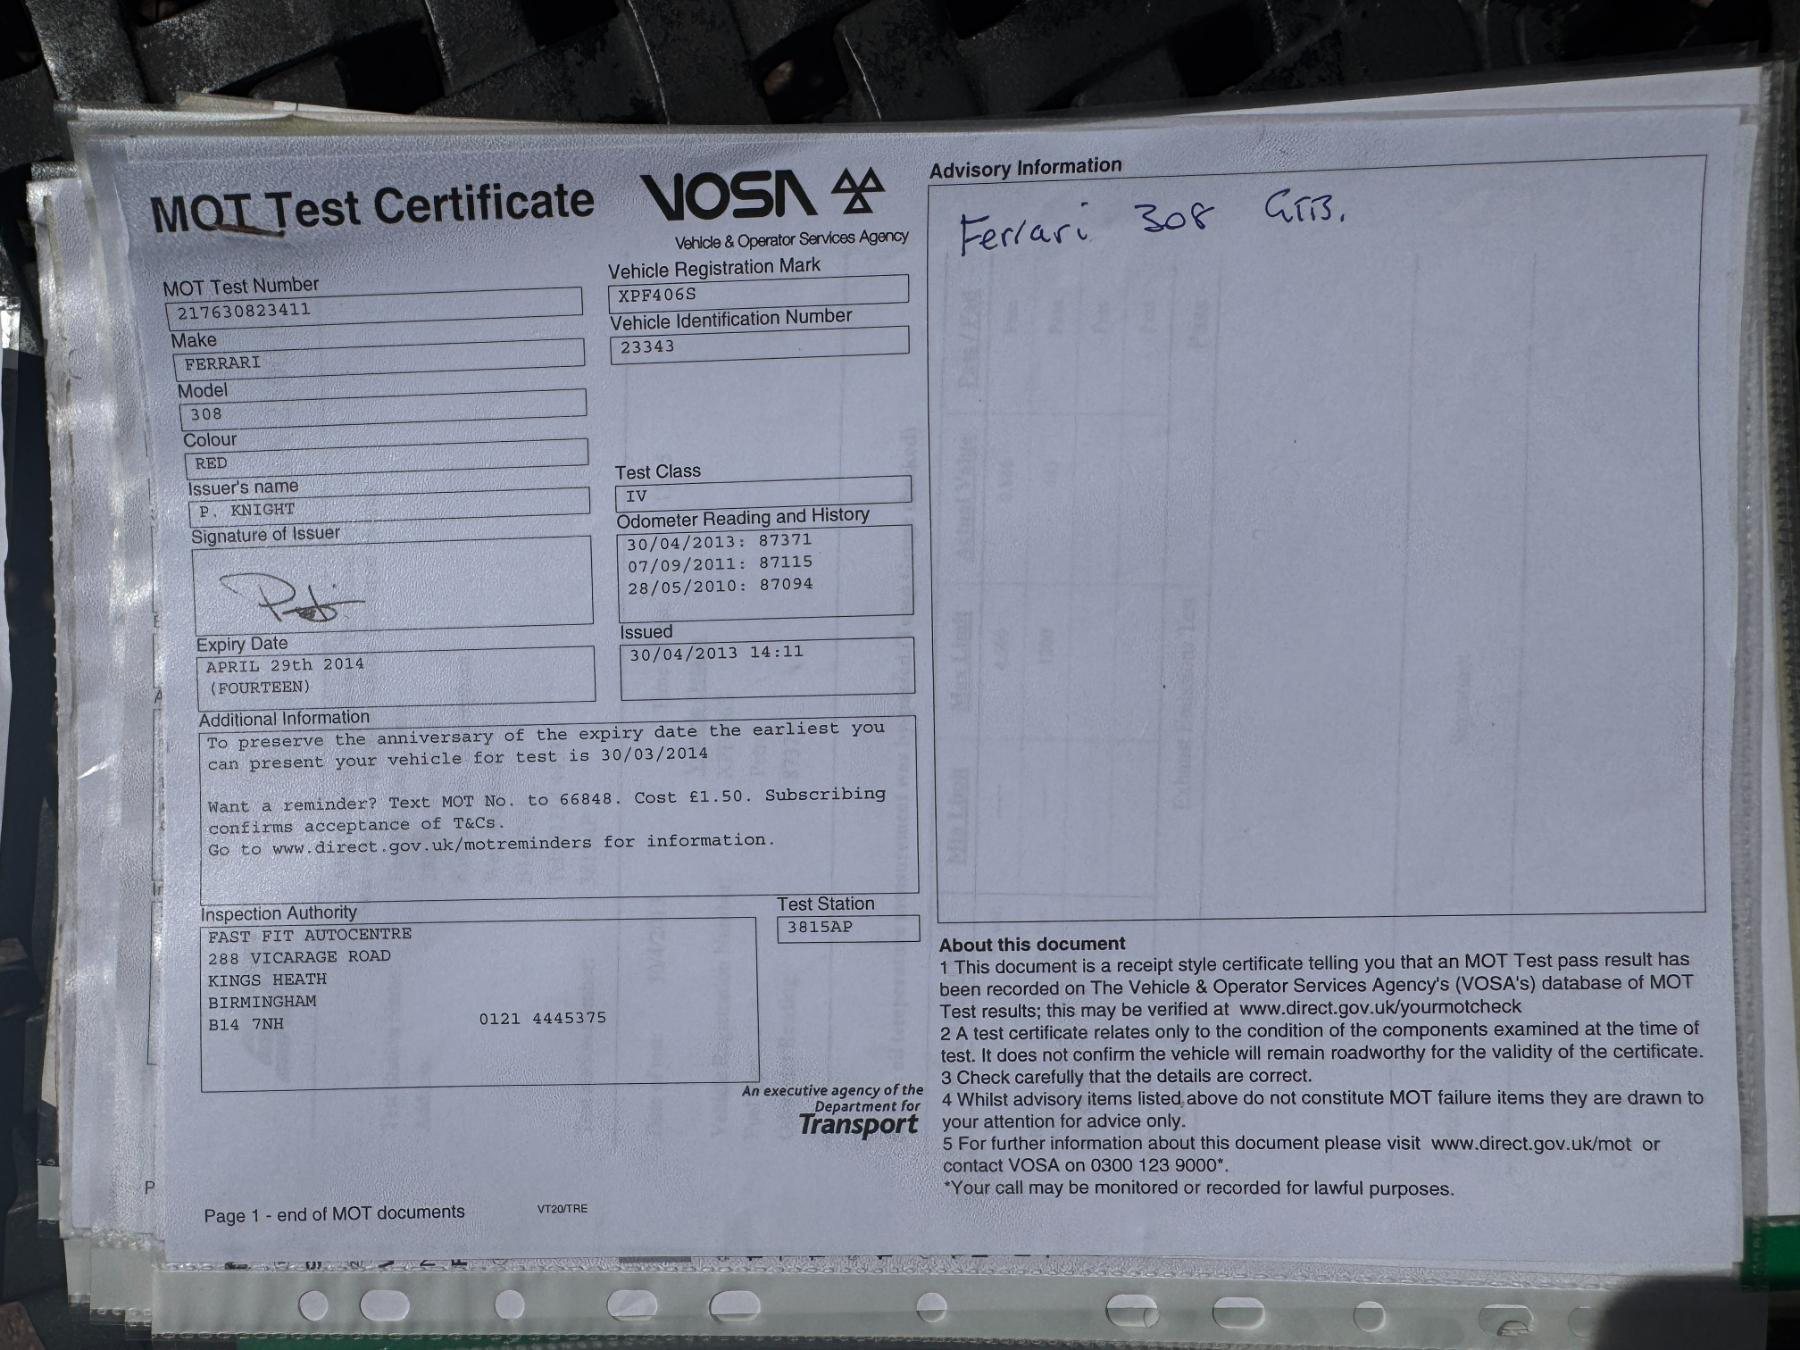 MOT Test Certificate
VOSA
Vehicle & Operator Services Agency
MOT Test Number
217630823411
Make
FERRARI
Model
308
Colour
RED
Issuer's name
P. KNIGHT
Signature of Issuer
Expiry Date
APRIL 29th 2014
(FOURTEEN)
Vehicle Registration Mark
XPF406S
Vehicle Identification Number
23343
Test Class
IV
Odometer Reading and History
30/04/2013: 87371
07/09/2011: 87115
28/05/2010: 87094
Issued
30/04/2013 14:11
Additional Information
To preserve the anniversary of the expiry date the earliest you
can present your vehicle for test is 30/03/2014
Want a reminder? Text MOT No. to 66848. Cost £1.50. Subscribing
confirms acceptance of T&Cs.
Go to www.direct.gov.uk/motreminders for information.
Inspection Authority
FAST FIT AUTOCENTRE
288 VICARAGE ROAD
KINGS HEATH
BIRMINGHAM
B14 7NH 0121 4445375
Test Station
3815AP
An executive agency of the
Department for
Transport
Page 1 - end of MOT documents VT20/TRE
Advisory Information
Ferrari 308 GTB.
About this document
1 This document is a receipt style certificate telling you that an MOT Test pass result has
been recorded on The Vehicle & Operator Services Agency's (VOSA's) database of MOT
Test results; this may be verified at www.direct.gov.uk/yourmotcheck
2 A test certificate relates only to the condition of the components examined at the time of
test. It does not confirm the vehicle will remain roadworthy for the validity of the certificate.
3 Check carefully that the details are correct.
4 Whilst advisory items listed above do not constitute MOT failure items they are drawn to
your attention for advice only.
5 For further information about this document please visit www.direct.gov.uk/mot or
contact VOSA on 0300 123 9000*.
*Your call may be monitored or recorded for lawful purposes.